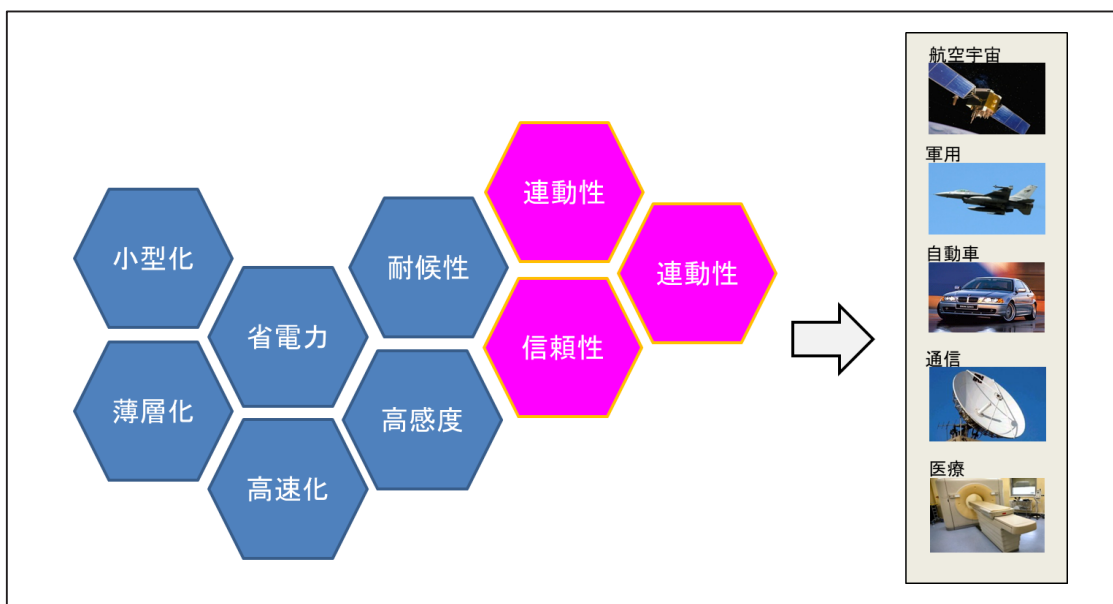 小型化
薄層化
省電力
高速化
耐候性
高感度
連動性
信頼性
連動性
航空宇宙
軍用
自動車
通信
医療